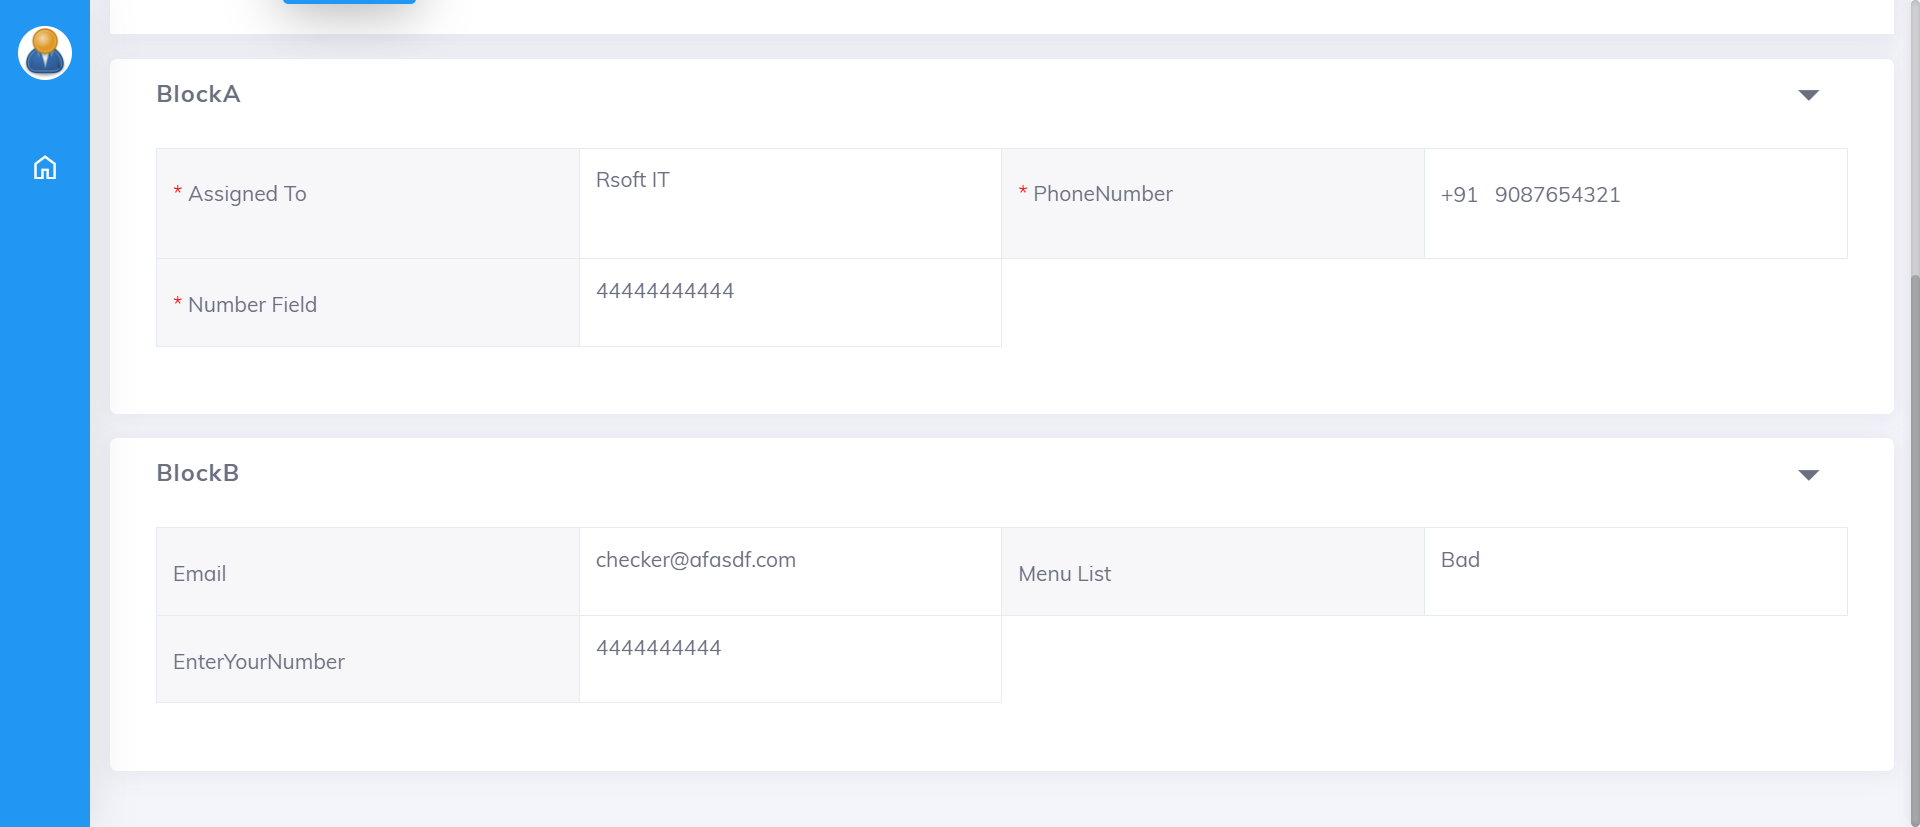 BlockA
* Assigned To
Rsoft IT
* PhoneNumber
+91 9087654321
* Number Field
44444444444
BlockB
Email
checker@afasdf.com
Menu List
Bad
EnterYourNumber
4444444444